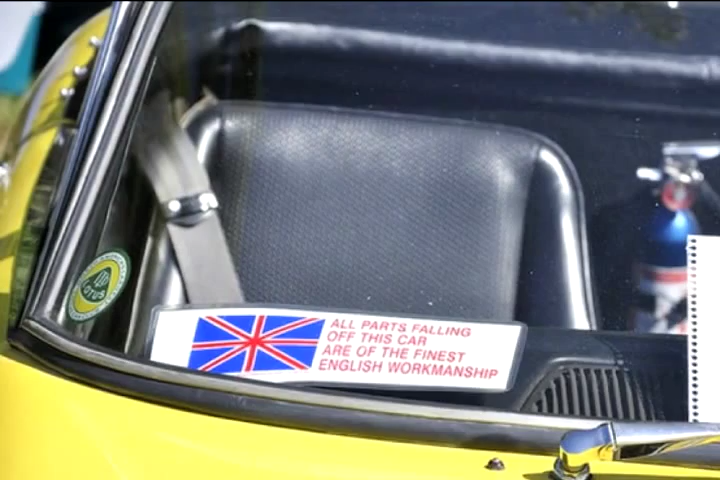 LOTUS
ALL PARTS FALLING
OFF THIS CAR
ARE OF THE FINEST
ENGLISH WORKMANSHIP